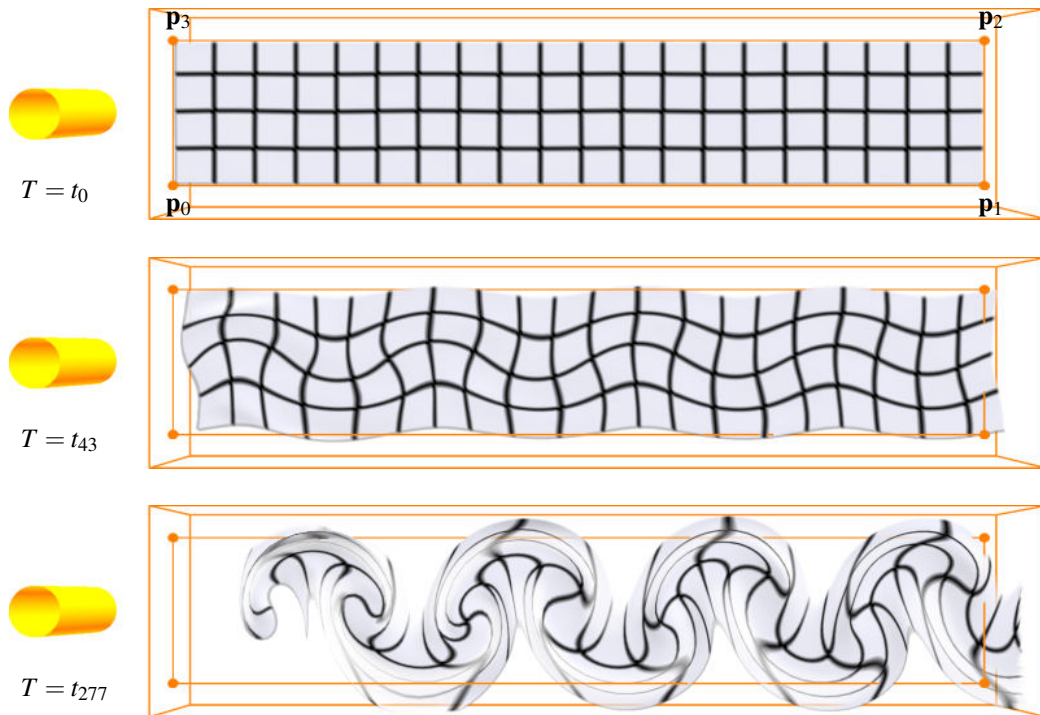 p₃ p₂
T = t₀
p₀ p₁
T = t₄₃
T = t₂₇₇